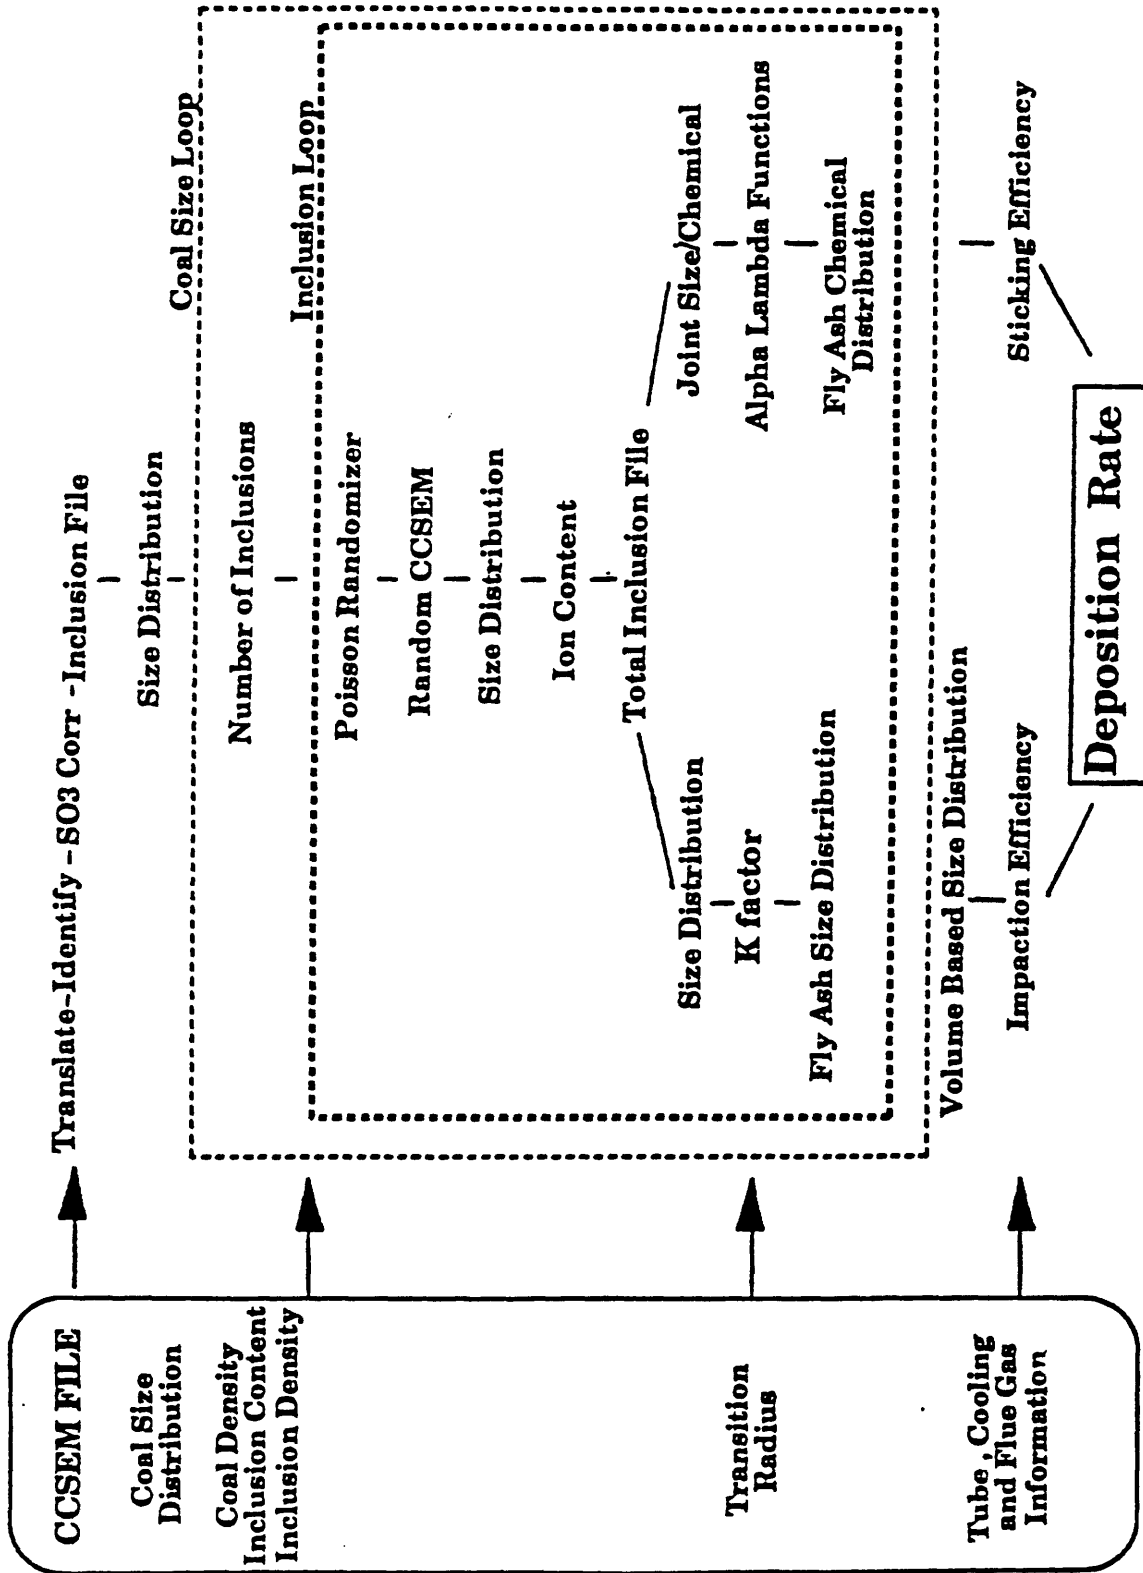 CCSEM FILE
Coal Size
Distribution
Coal Density
Inclusion Content
Inclusion Density
Transition
Radius
Tube , Cooling
and Flue Gas
Information
Translate-Identify - SO3 Corr -Inclusion File
Size Distribution
Coal Size Loop
Number of Inclusions
Inclusion Loop
Poisson Randomizer
Random CCSEM
Size Distribution
Ion Content
Total Inclusion File
Size Distribution
K factor
Fly Ash Size Distribution
Joint Size/Chemical
Alpha Lambda Functions
Fly Ash Chemical
Distribution
Volume Based Size Distribution
Impaction Efficiency
Sticking Efficiency
Deposition Rate